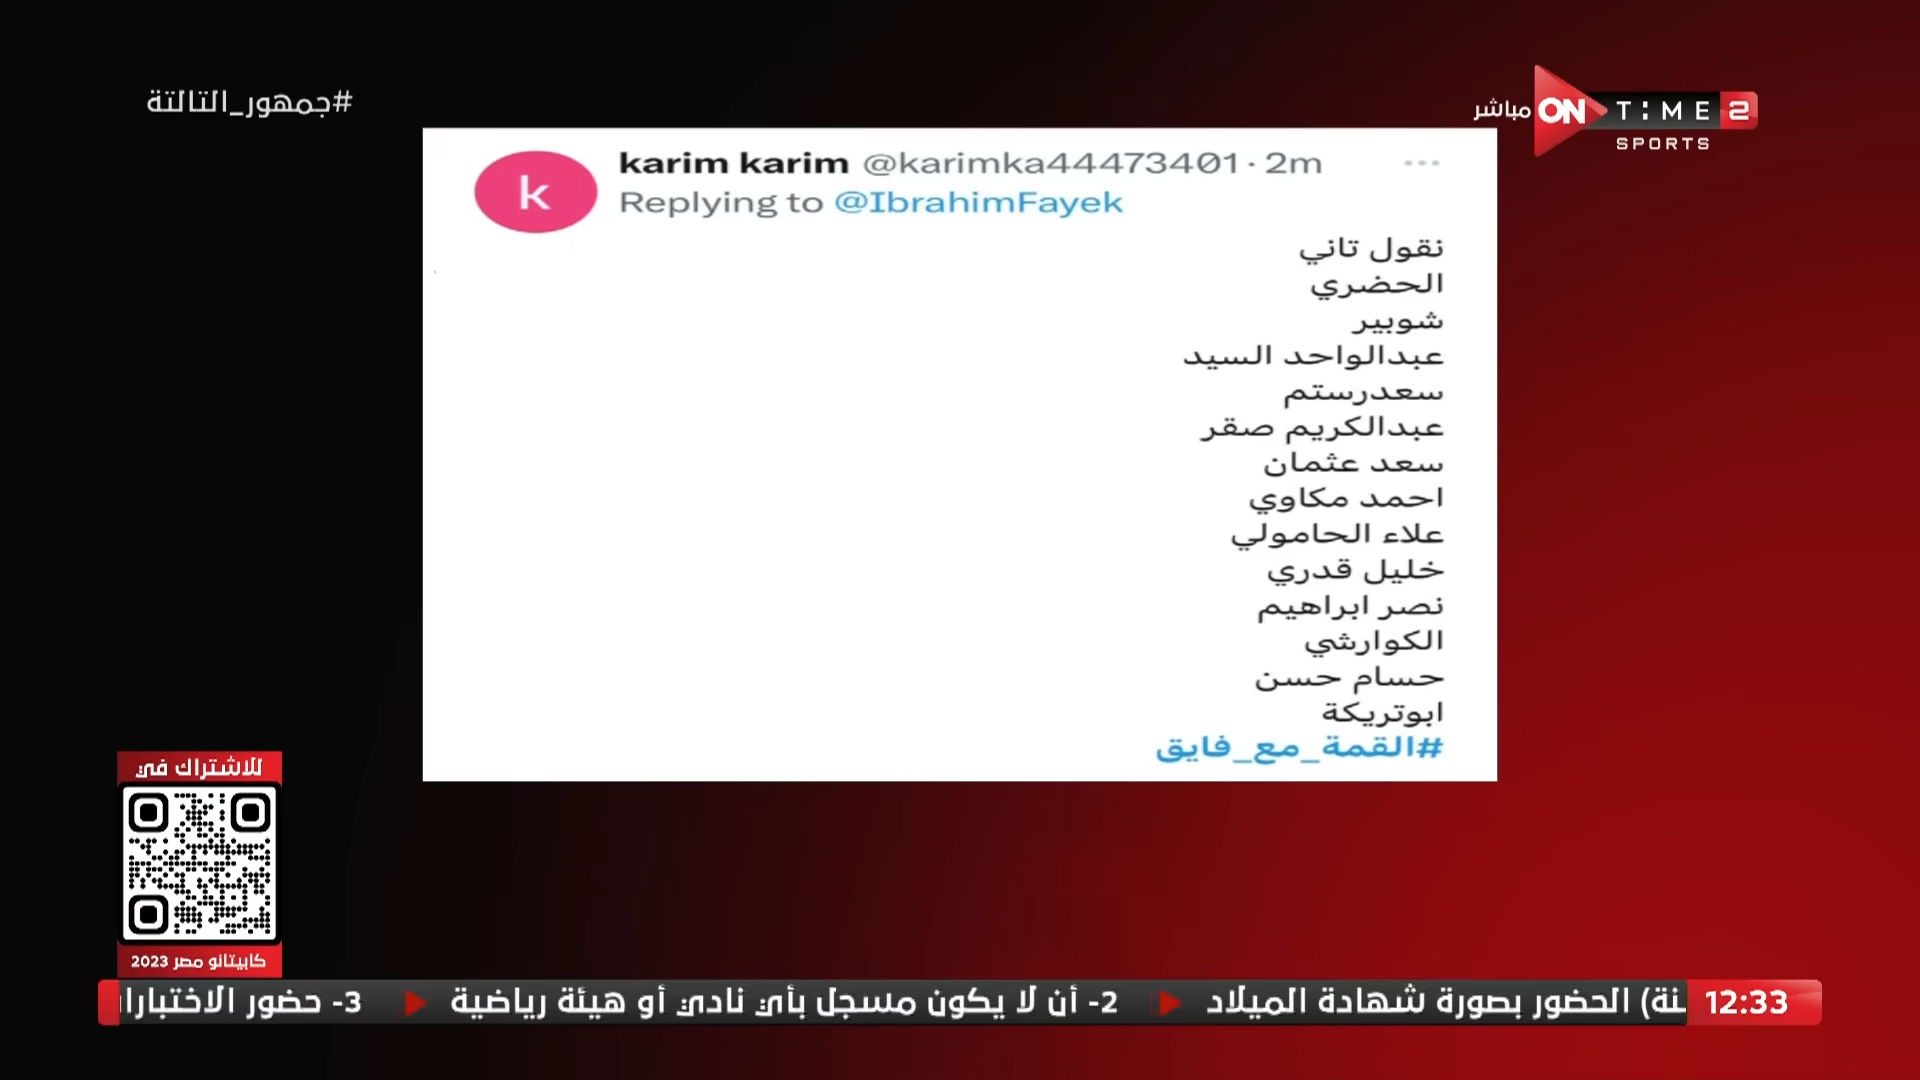 #جمهور_التالتة
مباشر ON TIME 2
SPORTS
k
karim karim @karimka44473401 · 2m
Replying to @IbrahimFayek
نقول تاني
الحضري
شوبير
عبدالواحد السيد
سعدرستم
عبدالكريم صقر
سعد عثمان
احمد مكاوي
علاء الحامولي
خليل قدري
نصر ابراهيم
الكوارشي
حسام حسن
ابوتريكة
#القمة_مع_فايق
للاشتراك في
كابيتانو مصر 2023
12:33 نة) الحضور بصورة شهادة الميلاد 2- أن لا يكون مسجل بأي نادي أو هيئة رياضية 3- حضور الاختبارا